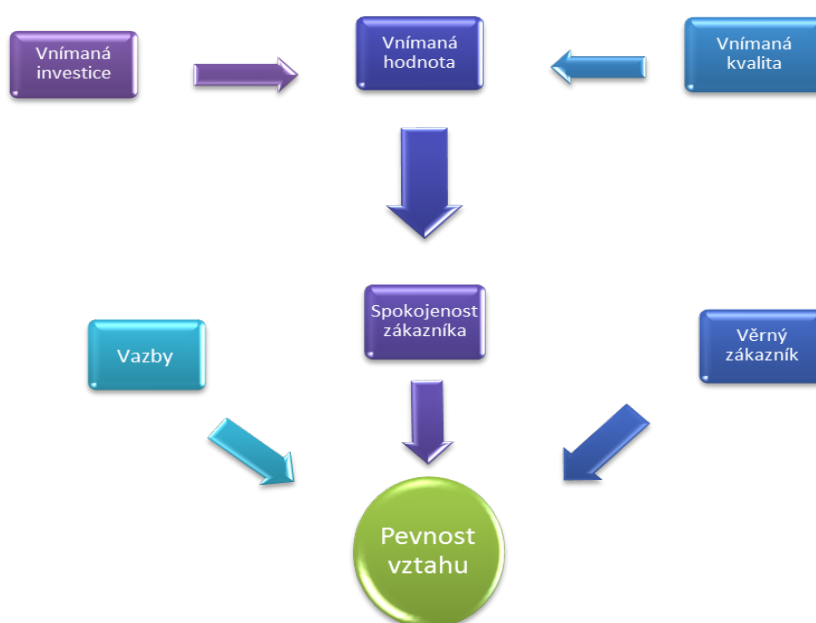 Vnímaná
investice
Vnímaná
hodnota
Vnímaná
kvalita
Vazby
Spokojenost
zákazníka
Věrný
zákazník
Pevnost
vztahu